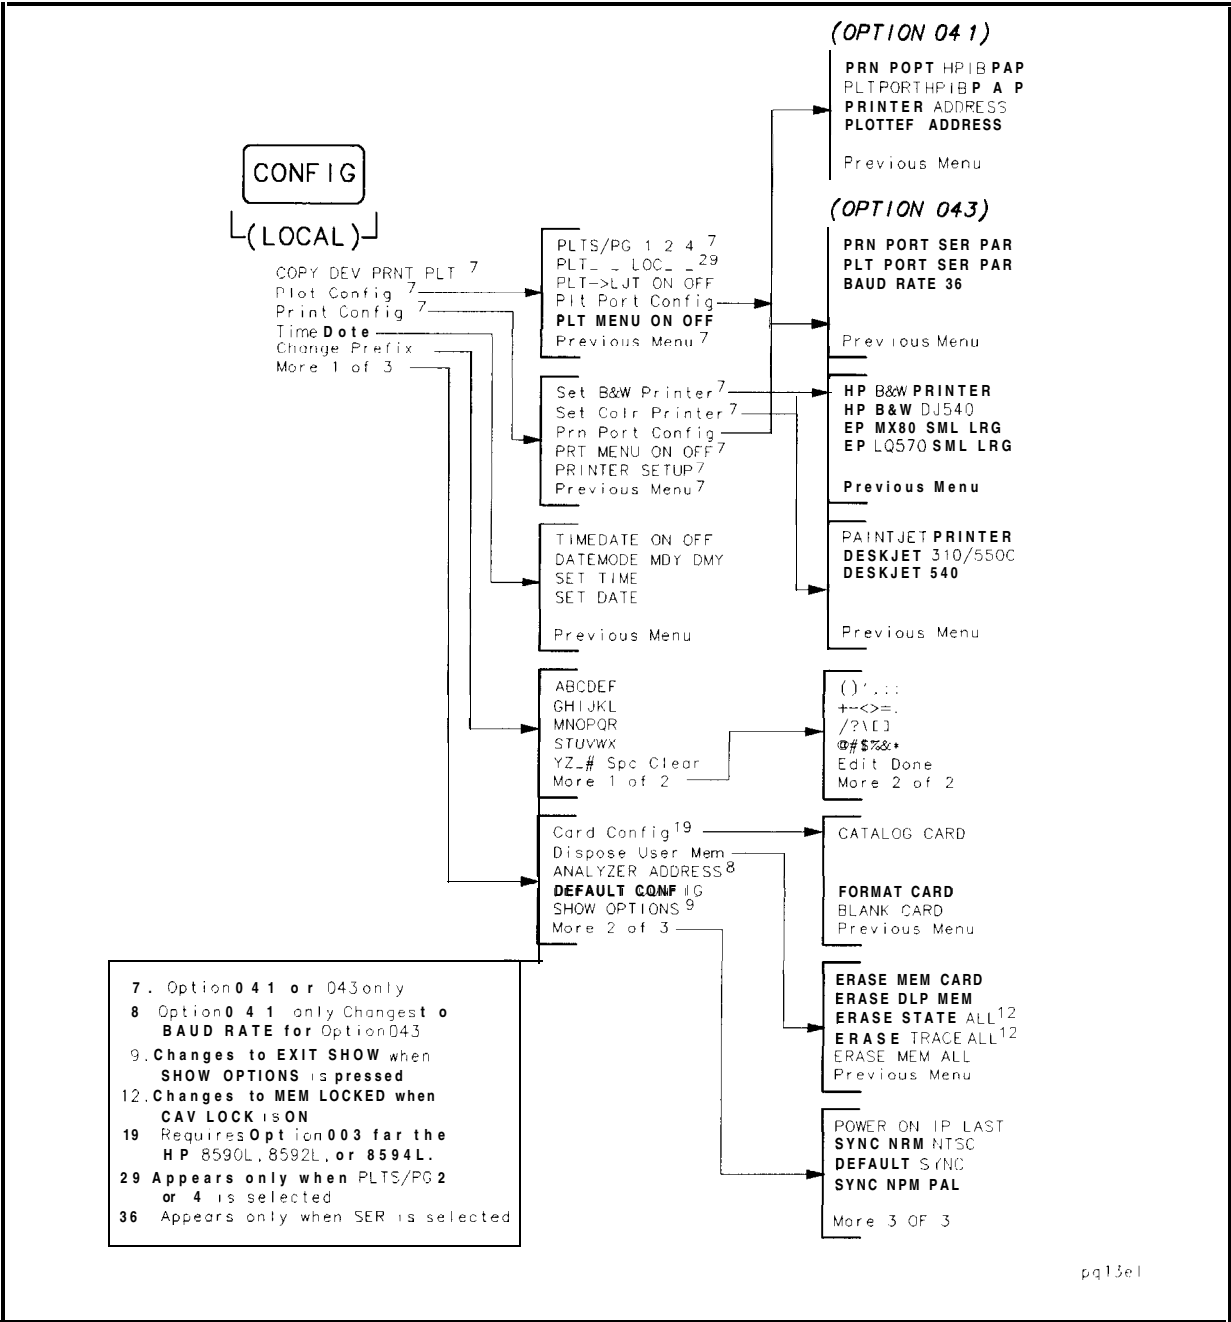 CONFIG
(LOCAL)
COPY DEV PRNT PLT 7
Plot Config 7
Print Config 7
Time Dote
Change Prefix
More 1 of 3
PLTS/PG 1 2 4 7
PLT_ _ LOC_ _ 29
PLT->LJT ON OFF
Plt Port Config
PLT MENU ON OFF
Previous Menu 7
Set B&W Printer 7
Set Colr Printer 7
Prn Port Config
PRT MENU ON OFF 7
PRINTER SETUP 7
Previous Menu 7
TIMEDATE ON OFF
DATEMODE MDY DMY
SET TIME
SET DATE
Previous Menu
ABCDEF
GHIJKL
MNOPQR
STUVWX
YZ_# Spc Clear
More 1 of 2
Card Config 19
Dispose User Mem
ANALYZER ADDRESS 8
DEFAULT CONFIG
SHOW OPTIONS 9
More 2 of 3
(OPTION 041)
PRN POPT HPIB PAP
PLT PORT HPIB P A P
PRINTER ADDRESS
PLOTTEF ADDRESS
Previous Menu
(OPTION 043)
PRN PORT SER PAR
PLT PORT SER PAR
BAUD RATE 36
Previous Menu
HP B&W PRINTER
HP B&W DJ540
EP MX80 SML LRG
EP LQ570 SML LRG
Previous Menu
PAINTJET PRINTER
DESKJET 310/550C
DESKJET 540
Previous Menu
+-<>=.
/?\[]
@#$%&*
Edit Done
More 2 of 2
CATALOG CARD
FORMAT CARD
BLANK CARD
Previous Menu
ERASE MEM CARD
ERASE DLP MEM
ERASE STATE ALL 12
ERASE TRACE ALL 12
ERASE MEM ALL
Previous Menu
POWER ON IP LAST
SYNC NRM NTSC
DEFAULT SYNC
SYNC NPM PAL
More 3 OF 3
7. Option 041 or 043 only
8 Option 0 4 1 only Changes to
BAUD RATE for Option 043
9. Changes to EXIT SHOW when
SHOW OPTIONS is pressed
12. Changes to MEM LOCKED when
CAV LOCK is ON
19 Requires Option 003 far the
HP 8590L, 8592L, or 8594L.
29 Appears only when PLTS/PG 2
or 4 is selected
36 Appears only when SER is selected
pq13el